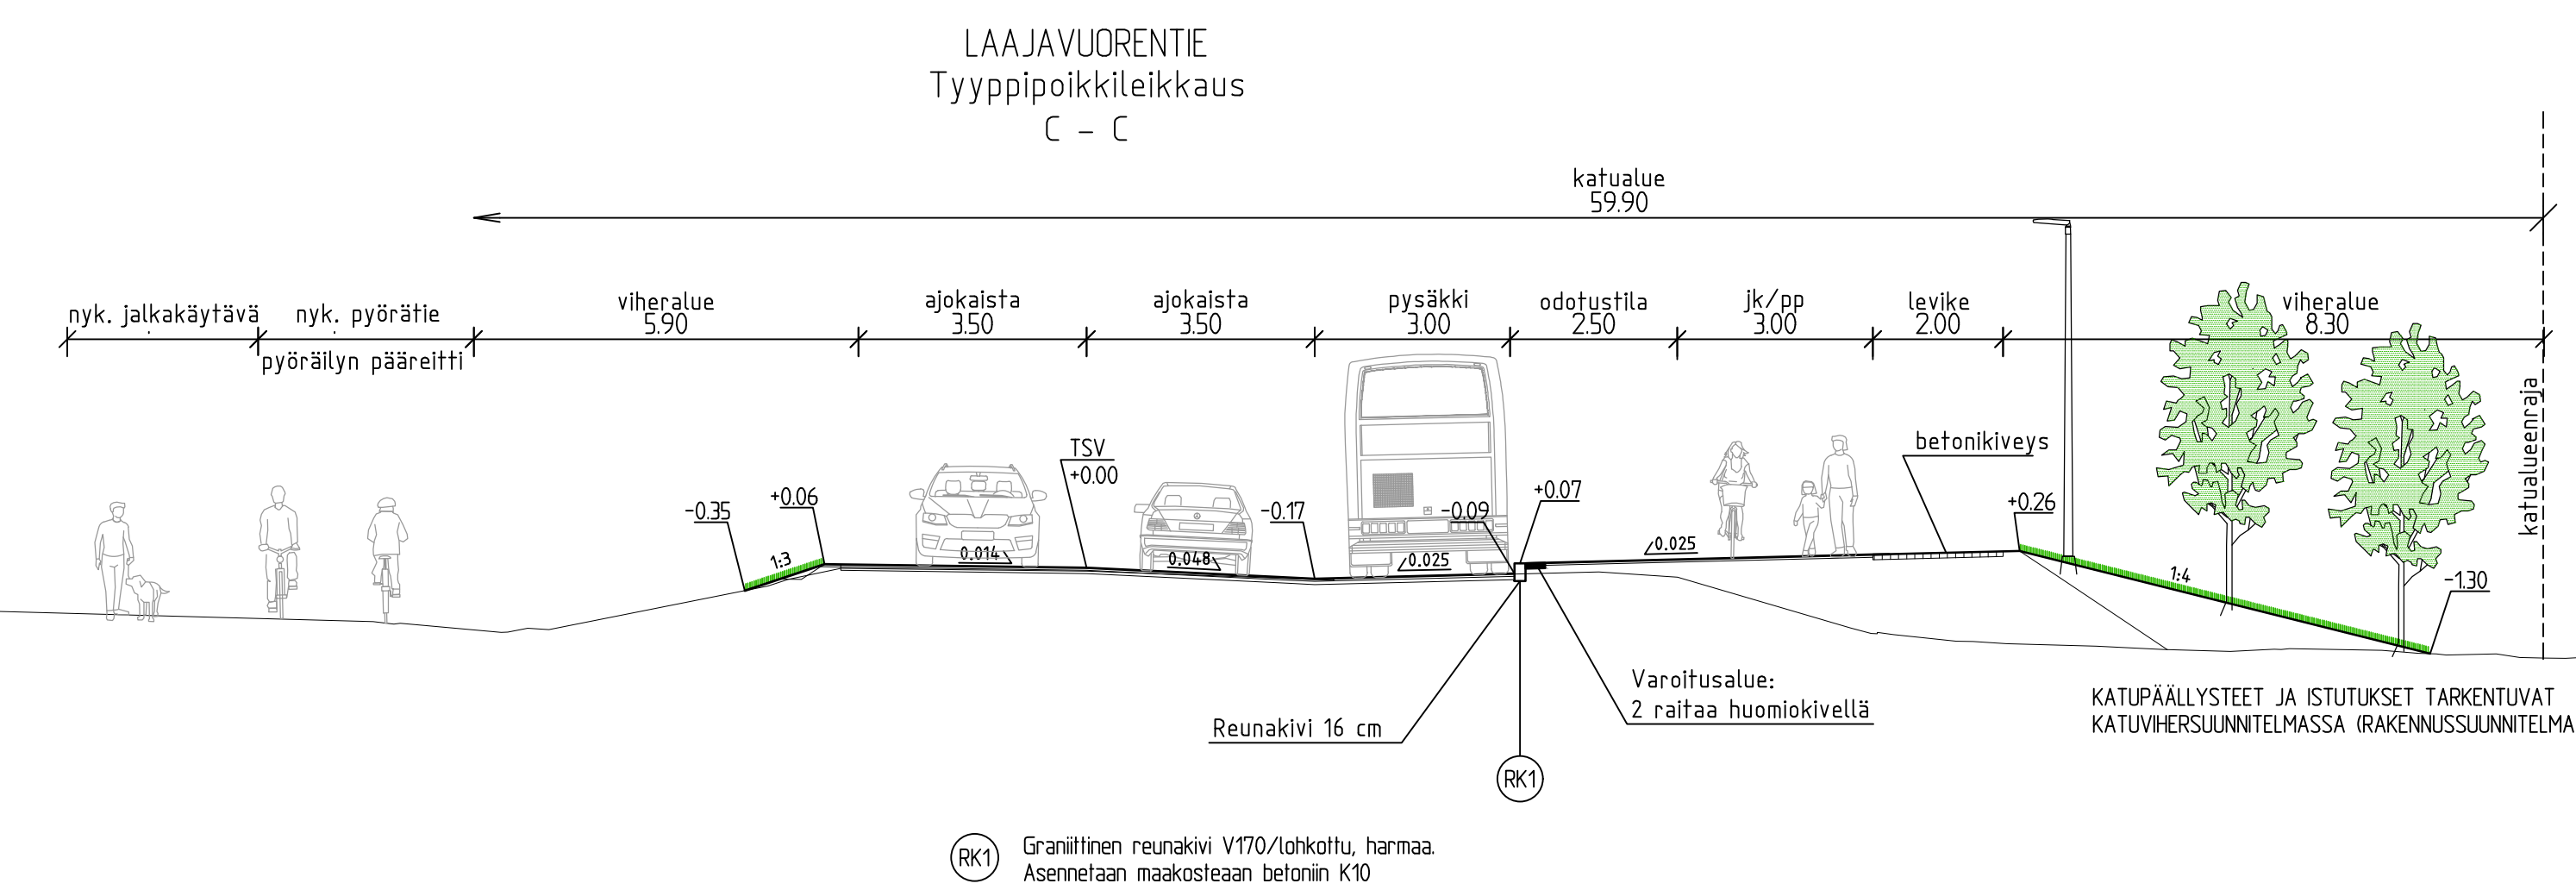 LAAJAVUORENTIE
Tyyppipoikkileikkaus
C - C
katualue
59.90
nyk. jalkakäytävä
nyk. pyörätie
pyöräilyn pääreitti
viheralue
5.90
ajokaista
3.50
ajokaista
3.50
pysäkki
3.00
odotustila
2.50
jk/pp
3.00
levike
2.00
viheralue
8.30
katualueenraja
-0.35
+0.06
1:3
0.014
TSV
+0.00
0.048
-0.17
-0.09
0.025
+0.07
0.025
betonikiveys
+0.26
1:4
-1.30
Reunakivi 16 cm
Varoitusalue:
2 raitaa huomiokivellä
RK1
KATUPÄÄLLYSTEET JA ISTUTUKSET TARKENTUVAT
KATUVIHERSUUNNITELMASSA (RAKENNUSSUUNNITELMA
RK1
Graniittinen reunakivi V170/lohkottu, harmaa.
Asennetaan maakosteaan betoniin K10